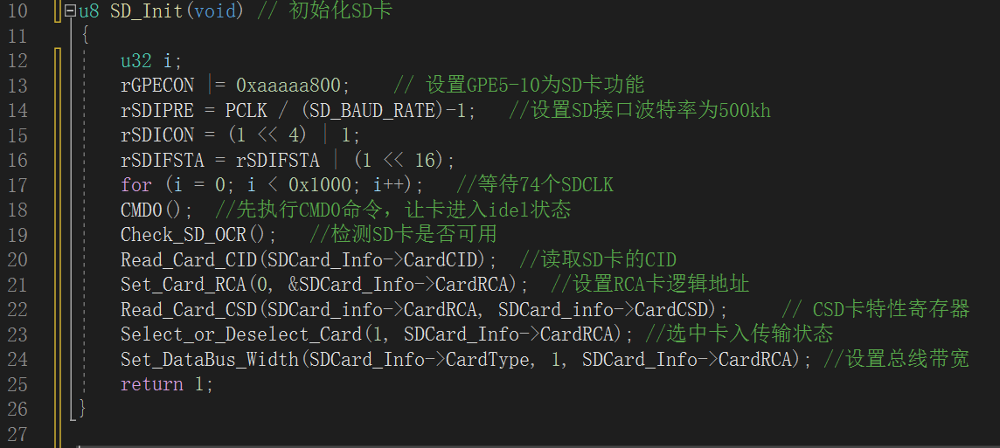 10 u8 SD_Init(void) // 初始化SD卡
11 {
12 u32 i;
13 rGPECON |= 0xaaaaa800; // 设置GPE5-10为SD卡功能
14 rSDIPRE = PCLK / (SD_BAUD_RATE)-1; //设置SD接口波特率为500kh
15 rSDICON = (1 << 4) | 1;
16 rSDIFSTA = rSDIFSTA | (1 << 16);
17 for (i = 0; i < 0x1000; i++); //等待74个SDCLK
18 CMD0(); //先执行CMD0命令，让卡进入idel状态
19 Check_SD_OCR(); //检测SD卡是否可用
20 Read_Card_CID(SDCard_Info->CardCID); //读取SD卡的CID
21 Set_Card_RCA(0, &SDCard_Info->CardRCA); //设置RCA卡逻辑地址
22 Read_Card_CSD(SDCard_info->CardRCA, SDCard_info->CardCSD); // CSD卡特性寄存器
23 Select_or_Deselect_Card(1, SDCard_Info->CardRCA); //选中卡入传输状态
24 Set_DataBus_Width(SDCard_Info->CardType, 1, SDCard_Info->CardRCA); //设置总线带宽
25 return 1;
26 }
27